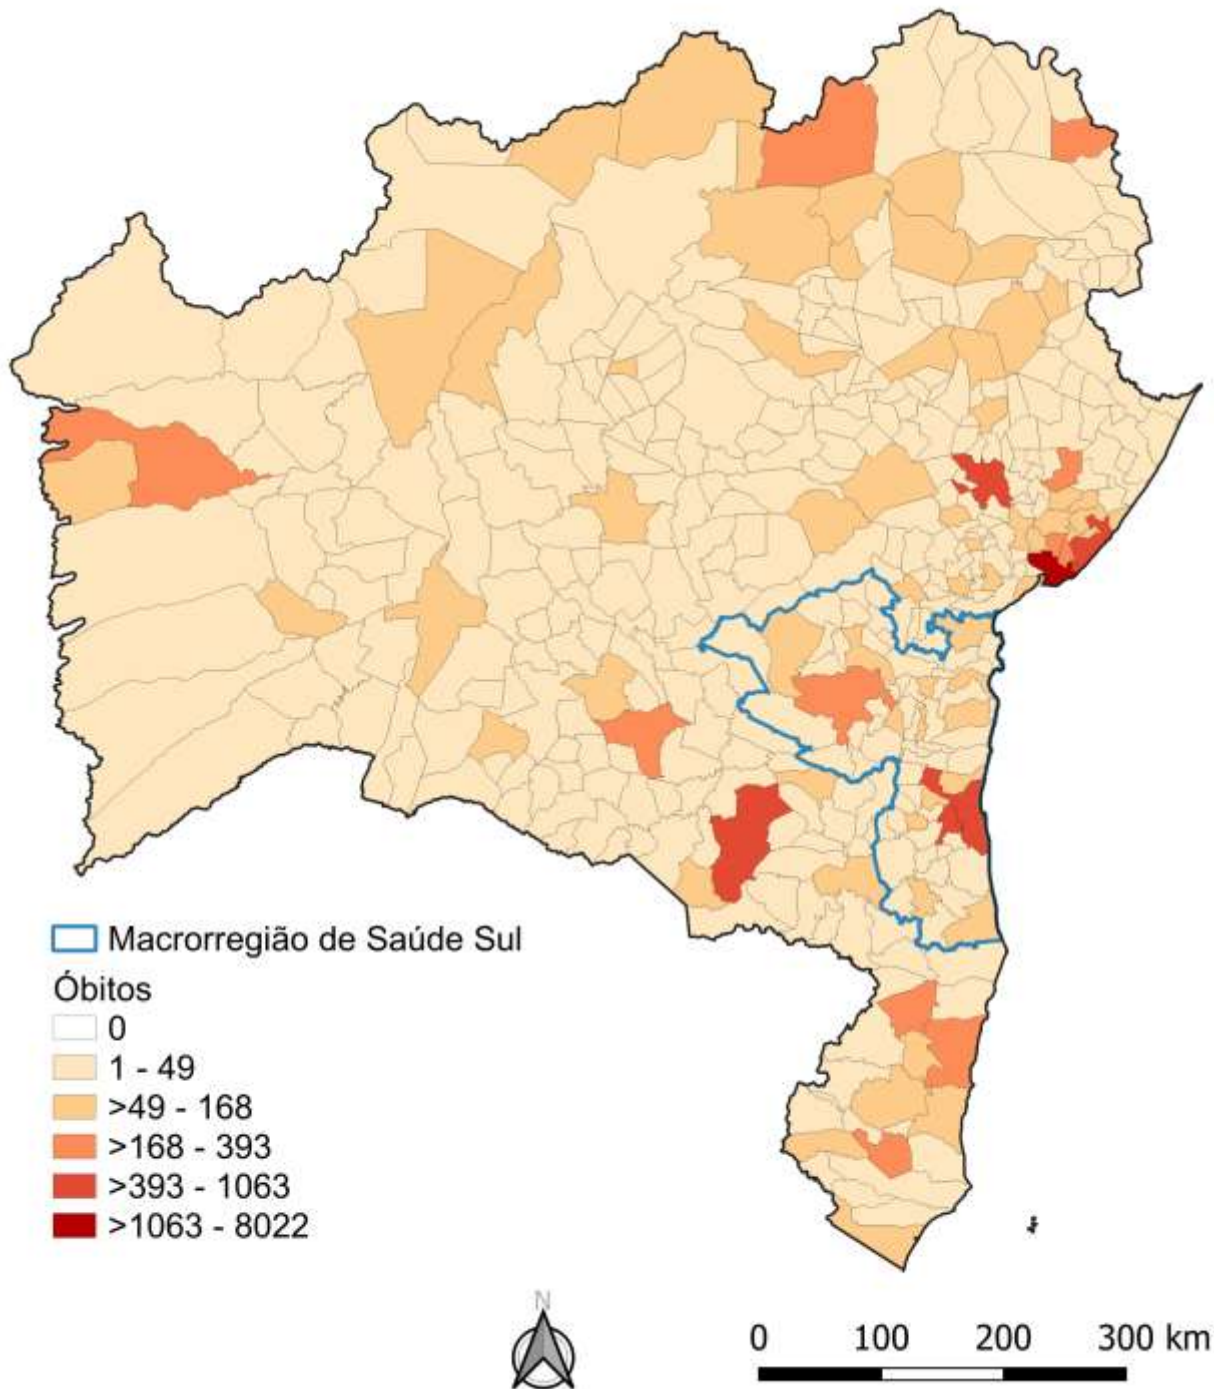 Macrorregião de Saúde Sul
Óbitos
0
1 - 49
>49 - 168
>168 - 393
>393 - 1063
>1063 - 8022
N
0 100 200 300 km